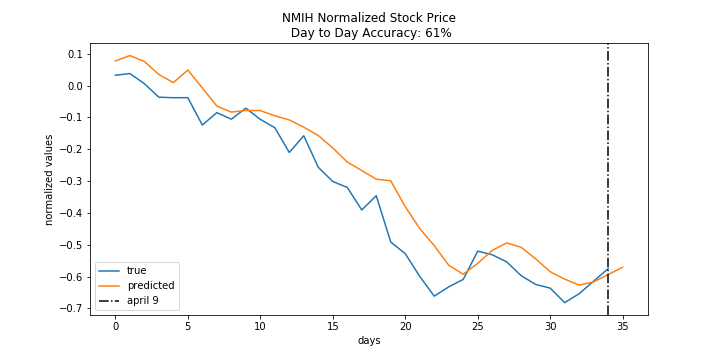 NMIH Normalized Stock Price
Day to Day Accuracy: 61%
0.1
0.0
−0.1
−0.2
−0.3
−0.4
−0.5
−0.6
−0.7
normalized values
true
predicted
april 9
0 5 10 15 20 25 30 35
days